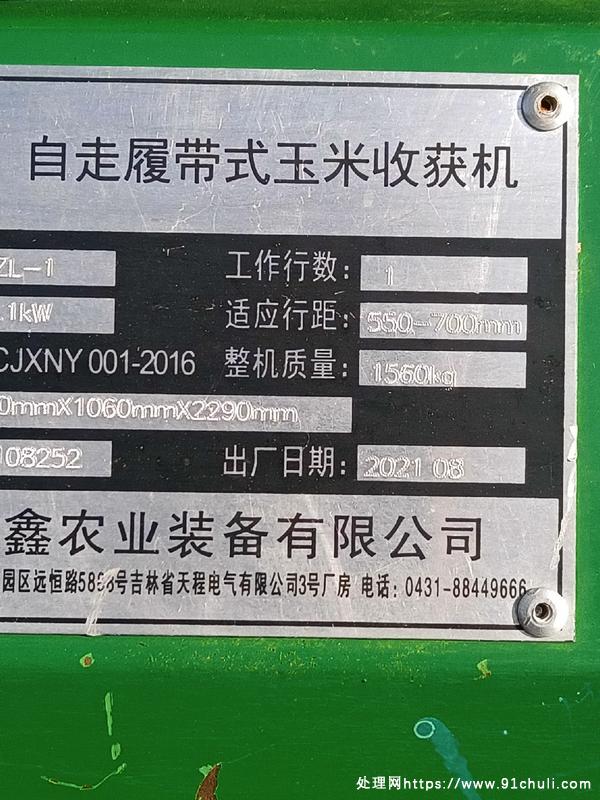 自走履带式玉米收获机
ZL-1 工作行数: 1
.1kW 适应行距: 550-700mm
CJXNY 001-2016 整机质量: 1560kg
0mmX1060mmX2290mm
108252 出厂日期: 2021 08
鑫农业装备有限公司
园区远恒路5898号吉林省天程电气有限公司3号厂房 电话: 0431-88449666
处理网https://www.91chuli.com/